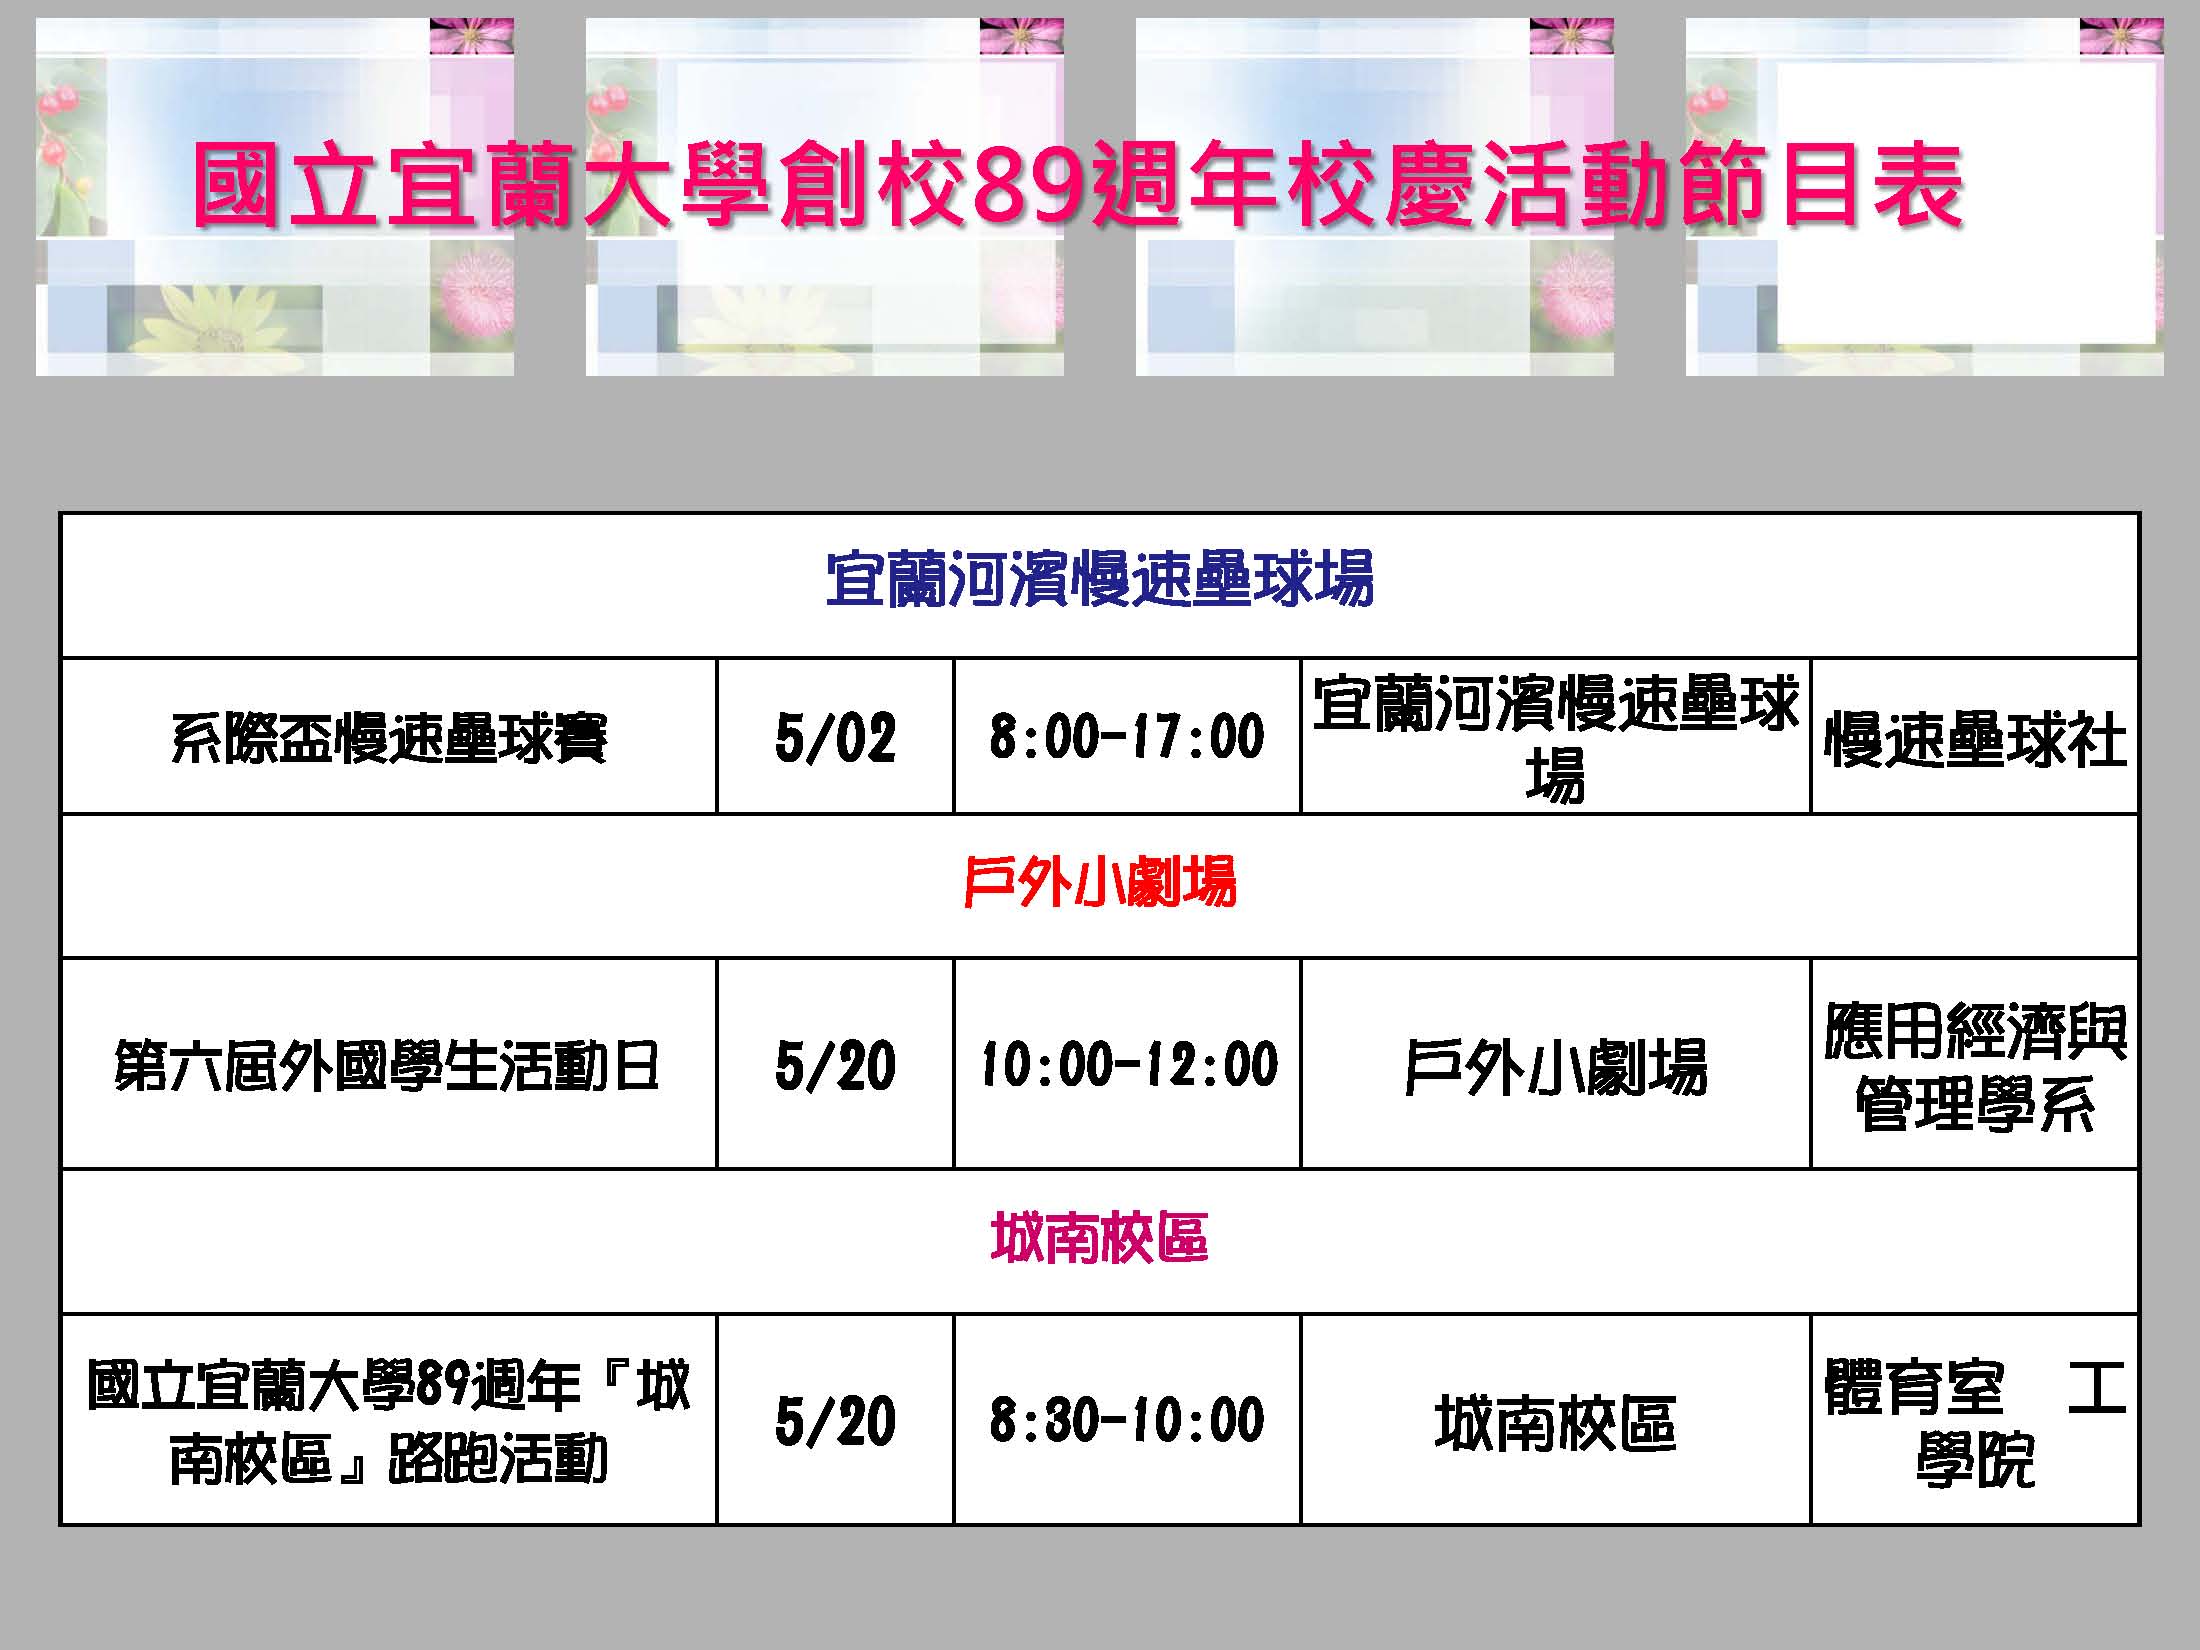 國立宜蘭大學創校89週年校慶活動節目表
宜蘭河濱慢速壘球場
系際盃慢速壘球賽 5/02 8:00-17:00 宜蘭河濱慢速壘球
場 慢速壘球社
戶外小劇場
第六屆外國學生活動日 5/20 10:00-12:00 戶外小劇場 應用經濟與
管理學系
城南校區
國立宜蘭大學89週年『城
南校區』路跑活動 5/20 8:30-10:00 城南校區 體育室　工
學院